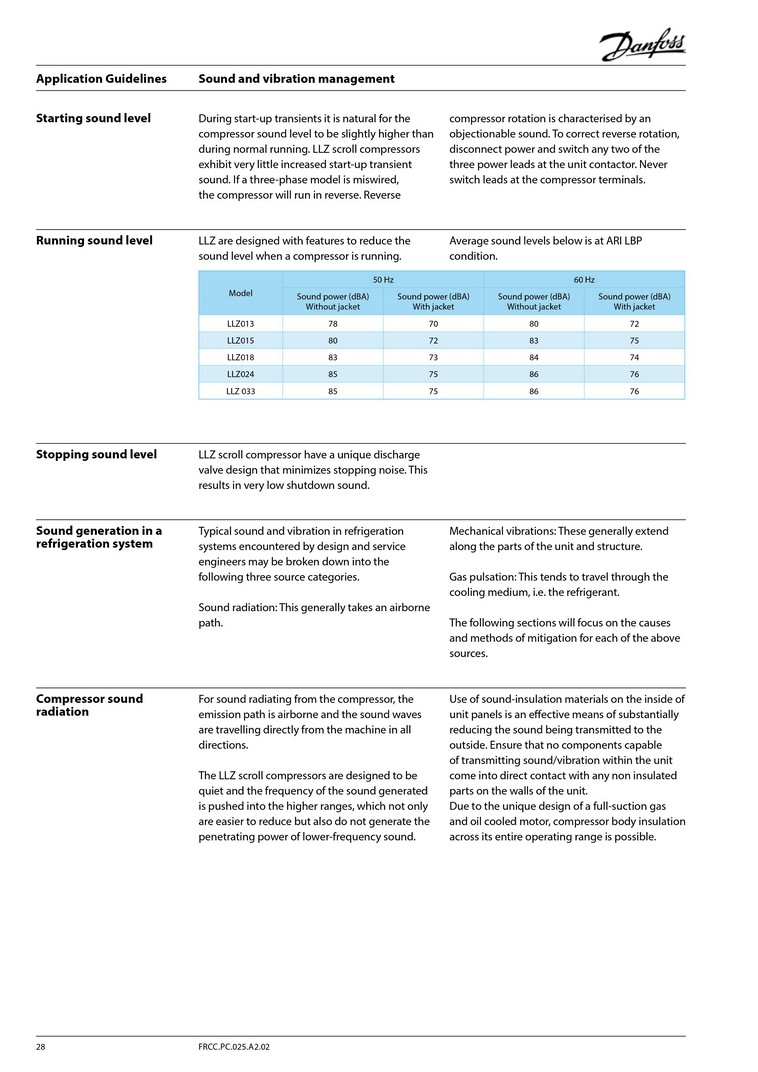 Danfoss
Application Guidelines
Sound and vibration management
Starting sound level
During start-up transients it is natural for the
compressor sound level to be slightly higher than
during normal running. LLZ scroll compressors
exhibit very little increased start-up transient
sound. If a three-phase model is miswired,
the compressor will run in reverse. Reverse
compressor rotation is characterised by an
objectionable sound. To correct reverse rotation,
disconnect power and switch any two of the
three power leads at the unit contactor. Never
switch leads at the compressor terminals.
Running sound level
LLZ are designed with features to reduce the
sound level when a compressor is running.
Average sound levels below is at ARI LBP
condition.
Model 50 Hz 60 Hz
Sound power (dBA) Sound power (dBA) Sound power (dBA) Sound power (dBA)
Without jacket With jacket Without jacket With jacket
LLZ013 78 70 80 72
LLZ015 80 72 83 75
LLZ018 83 73 84 74
LLZ024 85 75 86 76
LLZ 033 85 75 86 76
Stopping sound level
LLZ scroll compressor have a unique discharge
valve design that minimizes stopping noise. This
results in very low shutdown sound.
Sound generation in a
refrigeration system
Typical sound and vibration in refrigeration
systems encountered by design and service
engineers may be broken down into the
following three source categories.
Sound radiation: This generally takes an airborne
path.
Mechanical vibrations: These generally extend
along the parts of the unit and structure.
Gas pulsation: This tends to travel through the
cooling medium, i.e. the refrigerant.
The following sections will focus on the causes
and methods of mitigation for each of the above
sources.
Compressor sound
radiation
For sound radiating from the compressor, the
emission path is airborne and the sound waves
are travelling directly from the machine in all
directions.
The LLZ scroll compressors are designed to be
quiet and the frequency of the sound generated
is pushed into the higher ranges, which not only
are easier to reduce but also do not generate the
penetrating power of lower-frequency sound.
Use of sound-insulation materials on the inside of
unit panels is an effective means of substantially
reducing the sound being transmitted to the
outside. Ensure that no components capable
of transmitting sound/vibration within the unit
come into direct contact with any non insulated
parts on the walls of the unit.
Due to the unique design of a full-suction gas
and oil cooled motor, compressor body insulation
across its entire operating range is possible.
28
FRCC.PC.025.A2.02